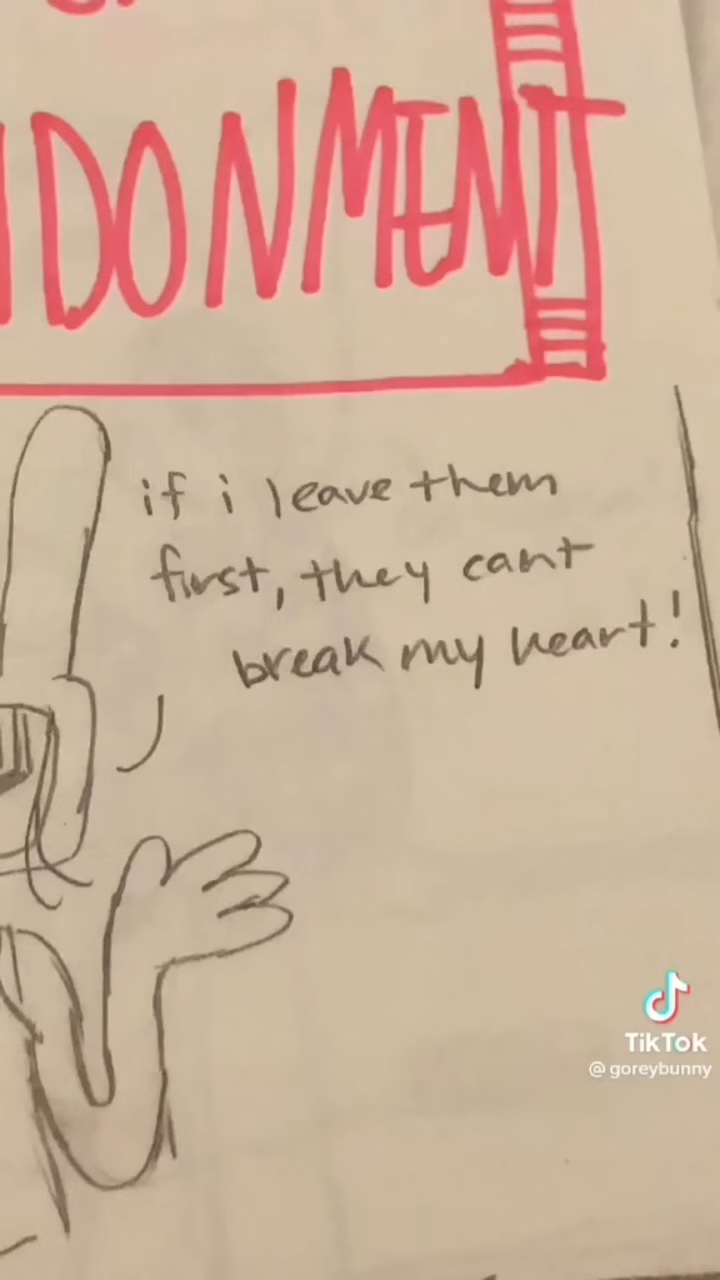 DONMENT
if i leave them
first, they cant
break my heart!
TikTok
@goreybunny